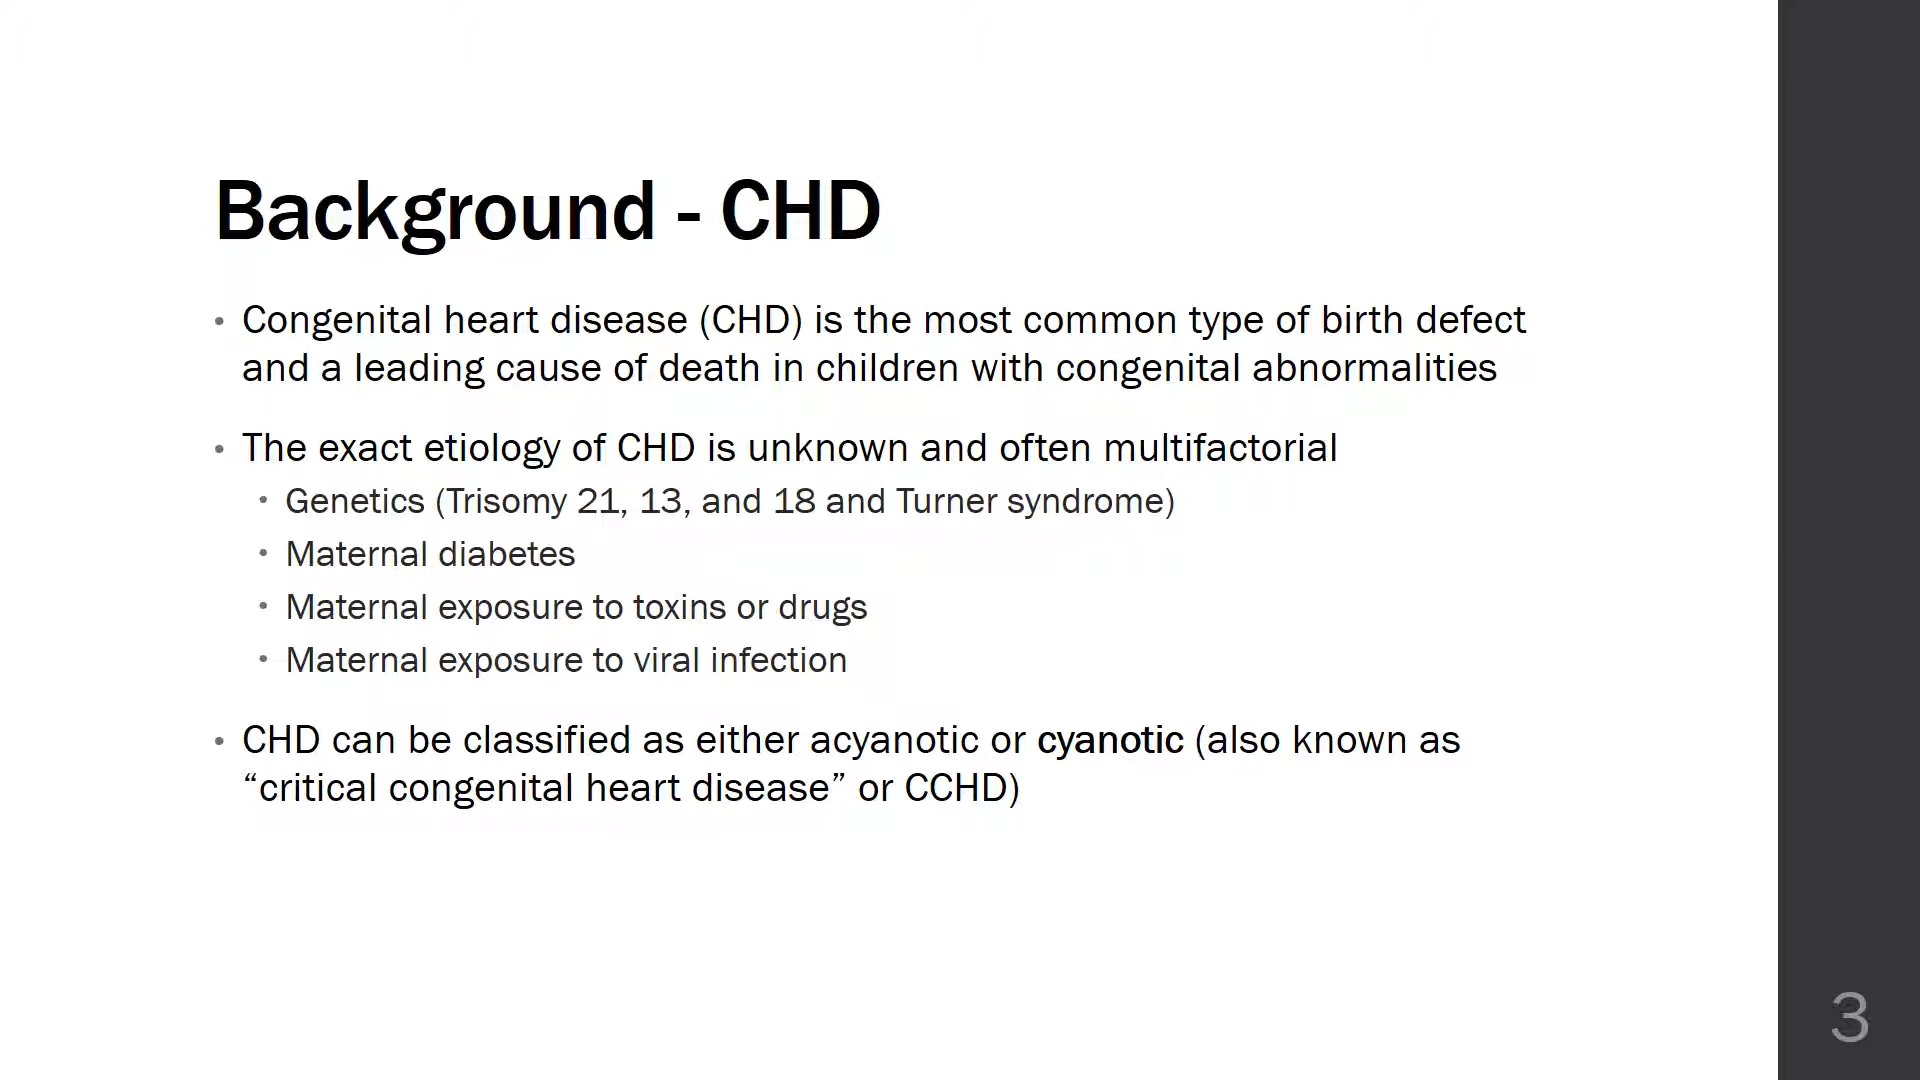 Background - CHD
• Congenital heart disease (CHD) is the most common type of birth defect
and a leading cause of death in children with congenital abnormalities
• The exact etiology of CHD is unknown and often multifactorial
• Genetics (Trisomy 21, 13, and 18 and Turner syndrome)
• Maternal diabetes
• Maternal exposure to toxins or drugs
• Maternal exposure to viral infection
• CHD can be classified as either acyanotic or cyanotic (also known as
“critical congenital heart disease” or CCHD)
3